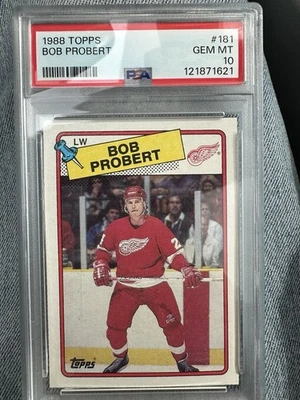 1988 TOPPS #181
BOB PROBERT GEM MT
PSA 10
121871621
LW
BOB
PROBERT
topps